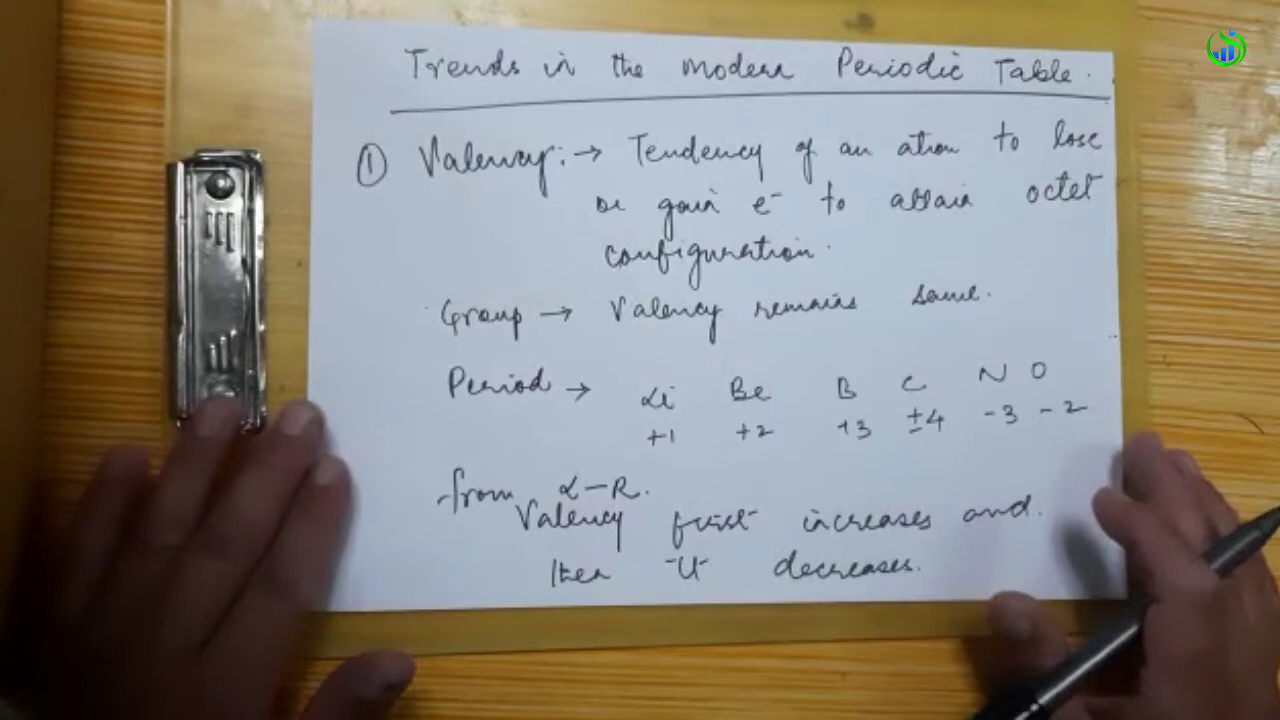 Trends in the modern Periodic Table.
① Valency:→ Tendency of an atom to lose
or gain e⁻ to attain octet
configuration.
Group → Valency remains same.
Period → Li Be B C N O
+1 +2 +3 ±4 -3 -2
from L-R.
Valency first increases and
then it decreases.